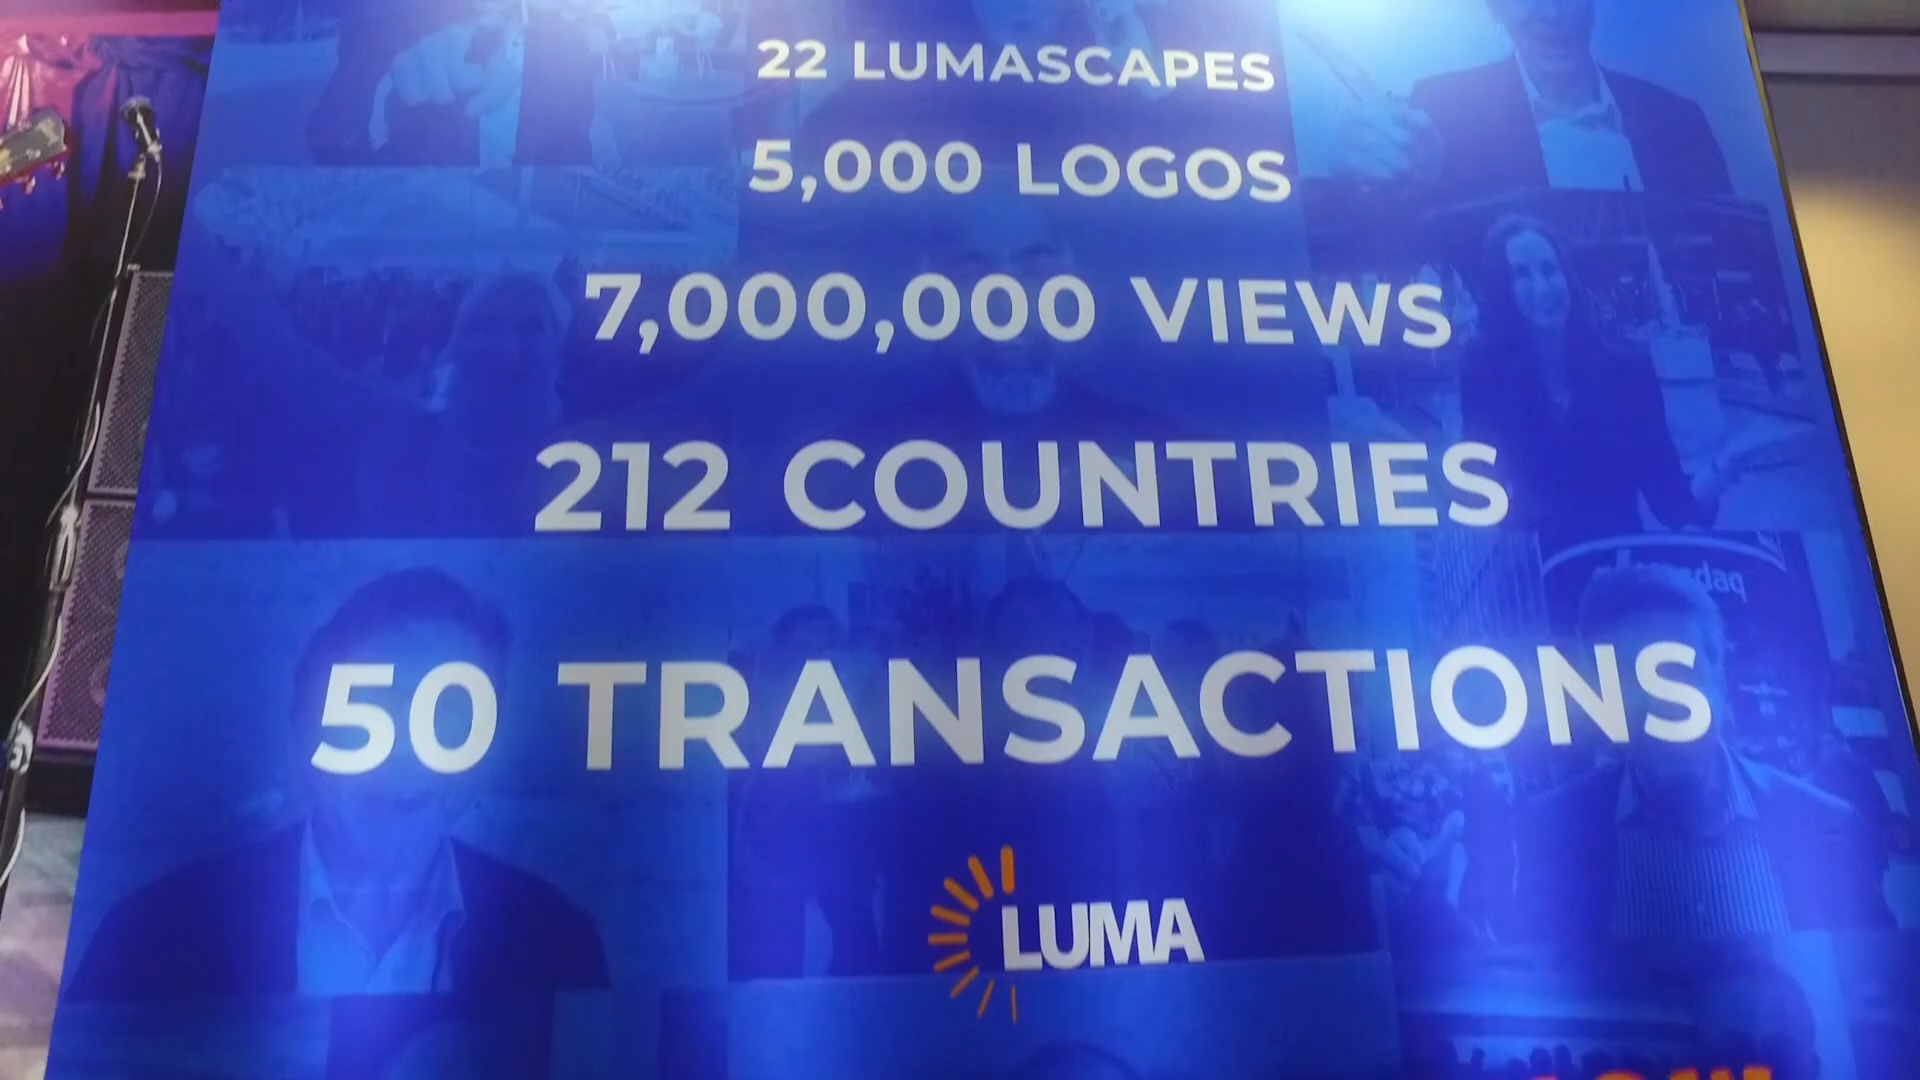 22 LUMASCAPES
5,000 LOGOS
7,000,000 VIEWS
212 COUNTRIES
50 TRANSACTIONS
LUMA